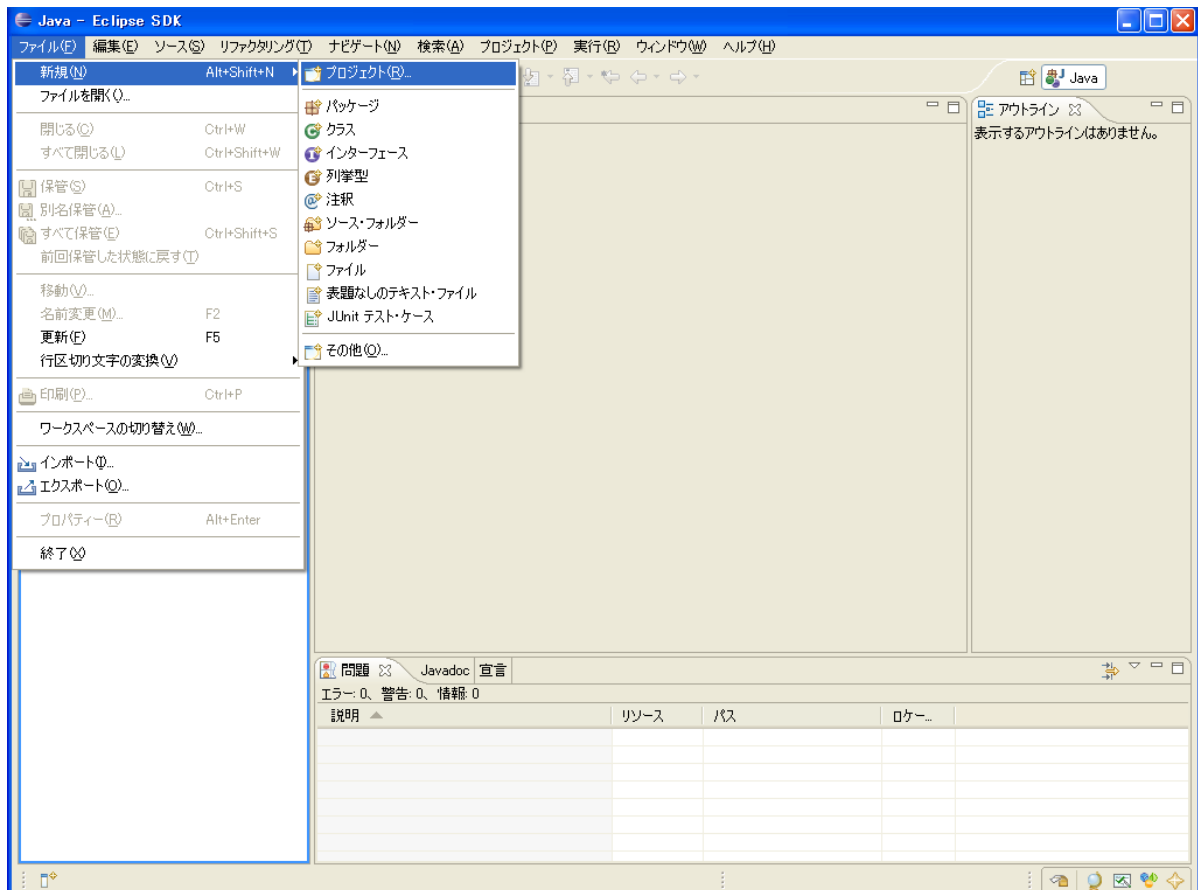 Java - Eclipse SDK
ファイル(F) 編集(E) ソース(S) リファクタリング(T) ナビゲート(N) 検索(A) プロジェクト(P) 実行(R) ウィンドウ(W) ヘルプ(H)
新規(N) Alt+Shift+N
ファイルを開く(.)...
閉じる(C) Ctrl+W
すべて閉じる(L) Ctrl+Shift+W
保管(S) Ctrl+S
別名保管(A)...
すべて保管(E) Ctrl+Shift+S
前回保管した状態に戻す(T)
移動(V)...
名前変更(M)... F2
更新(F) F5
行区切り文字の変換(V)
印刷(P)... Ctrl+P
ワークスペースの切り替え(W)...
インポート(I)...
エクスポート(O)...
プロパティー(R) Alt+Enter
終了(X)
プロジェクト(R)...
パッケージ
クラス
インターフェース
列挙型
注釈
ソース・フォルダー
フォルダー
ファイル
表題なしのテキスト・ファイル
JUnit テスト・ケース
その他(O)...
Java
アウトライン
表示するアウトラインはありません。
問題 Javadoc 宣言
エラー: 0、警告: 0、情報: 0
説明 リソース パス ロケー...